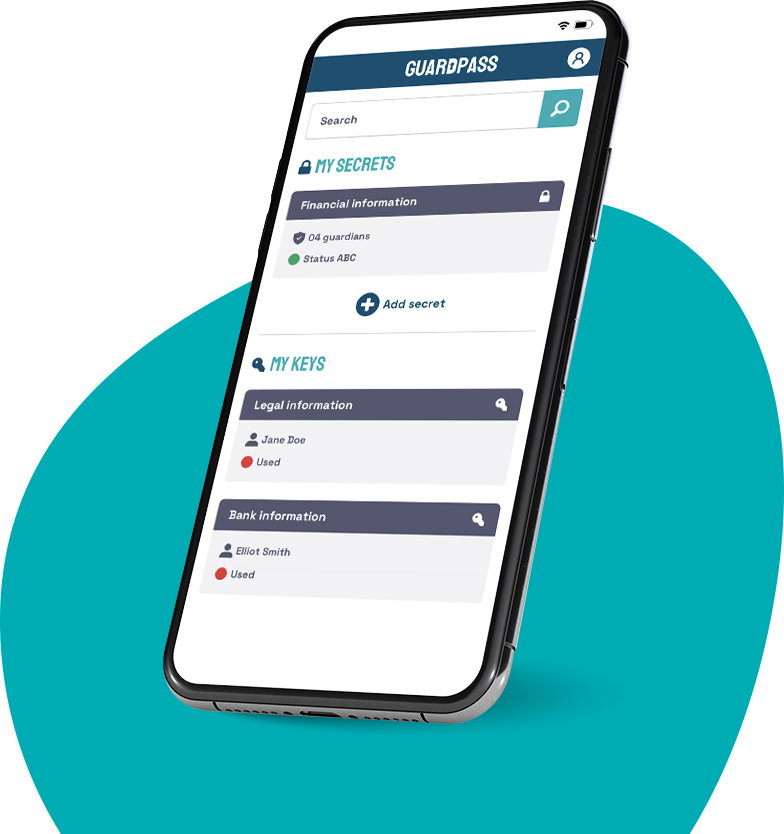 GUARDPASS
Search
MY SECRETS
Financial information
04 guardians
Status ABC
Add secret
MY KEYS
Legal information
Jane Doe
Used
Bank information
Elliot Smith
Used